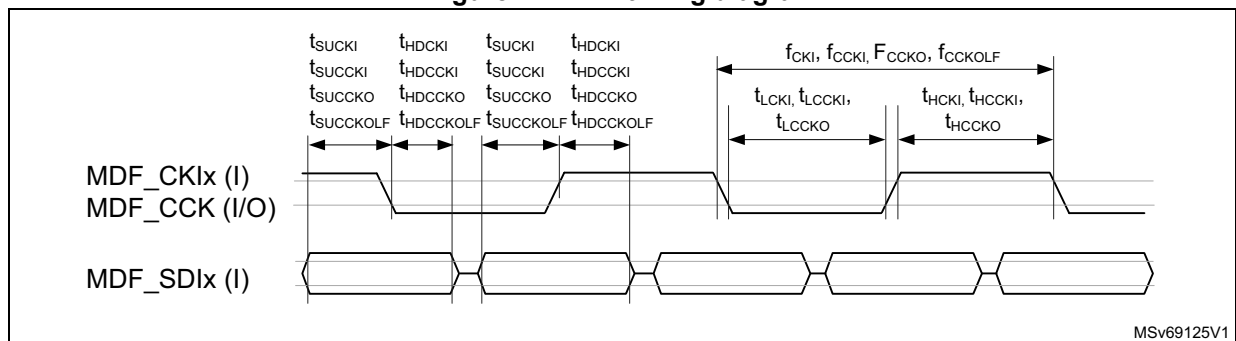 tSUCKI tHDCKI tSUCKI tHDCKI
tSUCCKI tHDCCKI tSUCCKI tHDCCKI
tSUCCKO tHDCCKO tSUCCKO tHDCCKO
tSUCCKOLF tHDCCKOLF tSUCCKOLF tHDCCKOLF
fCKI, fCCKI, FCCKO, fCCKOLF
tLCKI, tLCCKI, tHCKI, tHCCKI,
tLCCKO tHCCKO
MDF_CKIx (I)
MDF_CCK (I/O)
MDF_SDIx (I)
MSv69125V1